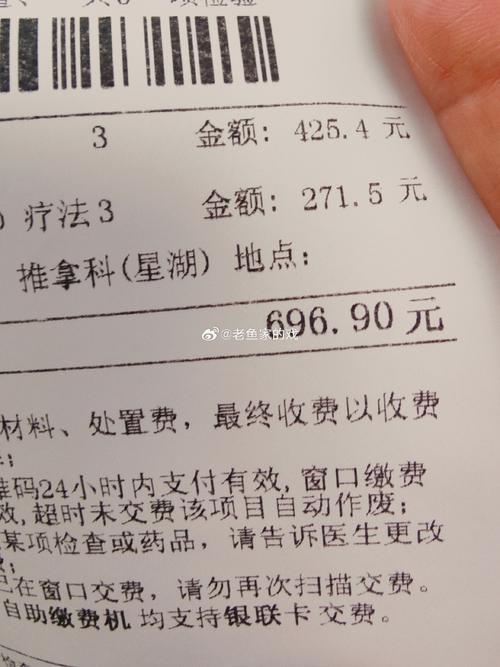 项检验
3 金额: 425.4 元
) 疗法3 金额: 271.5 元
推拿科(星湖) 地点:
696.90 元
@老鱼家的戏
材料、处置费, 最终收费以收费
:
码24小时内支付有效, 窗口缴费
效, 超时未交费该项目自动作废;
某项检查或药品, 请告诉医生更改
:
已在窗口交费, 请勿再次扫描交费。
自助缴费机 均支持银联卡 交费。